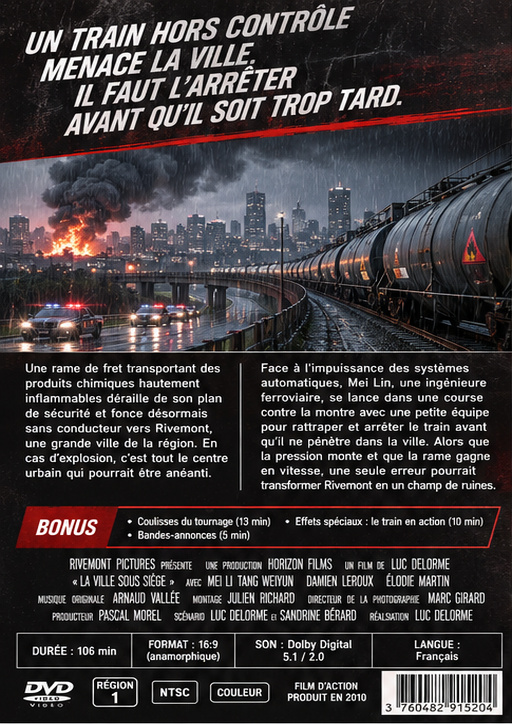 UN TRAIN HORS CONTRÔLE
MENACE LA VILLE.
IL FAUT L'ARRÊTER
AVANT QU'IL SOIT TROP TARD.
Une rame de fret transportant des
produits chimiques hautement
inflammables déraille de son plan
de sécurité et fonce désormais
sans conducteur vers Rivemont,
une grande ville de la région. En
cas d'explosion, c'est tout le centre
urbain qui pourrait être anéanti.
Face à l'impuissance des systèmes
automatiques, Mei Lin, une ingénieure
ferroviaire, se lance dans une course
contre la montre avec une petite équipe
pour rattraper et arrêter le train avant
qu'il ne pénètre dans la ville. Alors que
la pression monte et que la rame gagne
en vitesse, une seule erreur pourrait
transformer Rivemont en un champ de ruines.
BONUS
• Coulisses du tournage (13 min)
• Bandes-annonces (5 min)
• Effets spéciaux : le train en action (10 min)
RIVEMONT PICTURES PRÉSENTE UNE PRODUCTION HORIZON FILMS UN FILM DE LUC DELORME
« LA VILLE SOUS SIÈGE » AVEC MEI LI TANG WEIYUN DAMIEN LEROUX ÉLODIE MARTIN
MUSIQUE ORIGINALE ARNAUD VALLÉE MONTAGE JULIEN RICHARD DIRECTEUR DE LA PHOTOGRAPHIE MARC GIRARD
PRODUCTEUR PASCAL MOREL SCÉNARIO LUC DELORME ET SANDRINE BÉRARD RÉALISATION LUC DELORME
DURÉE : 106 min
FORMAT : 16:9
(anamorphique)
SON : Dolby Digital
5.1 / 2.0
LANGUE :
Français
DVD
VIDEO
VIDÉO
RÉGION
1
NTSC
COULEUR
FILM D'ACTION
PRODUIT EN 2010
3 760482 915204